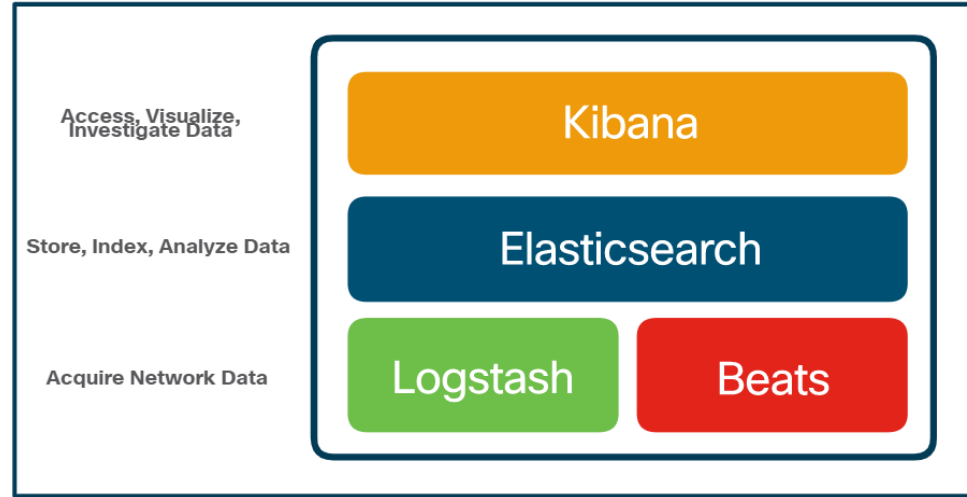 Access, Visualize,
Investigate Data
Kibana
Store, Index, Analyze Data
Elasticsearch
Acquire Network Data
Logstash
Beats